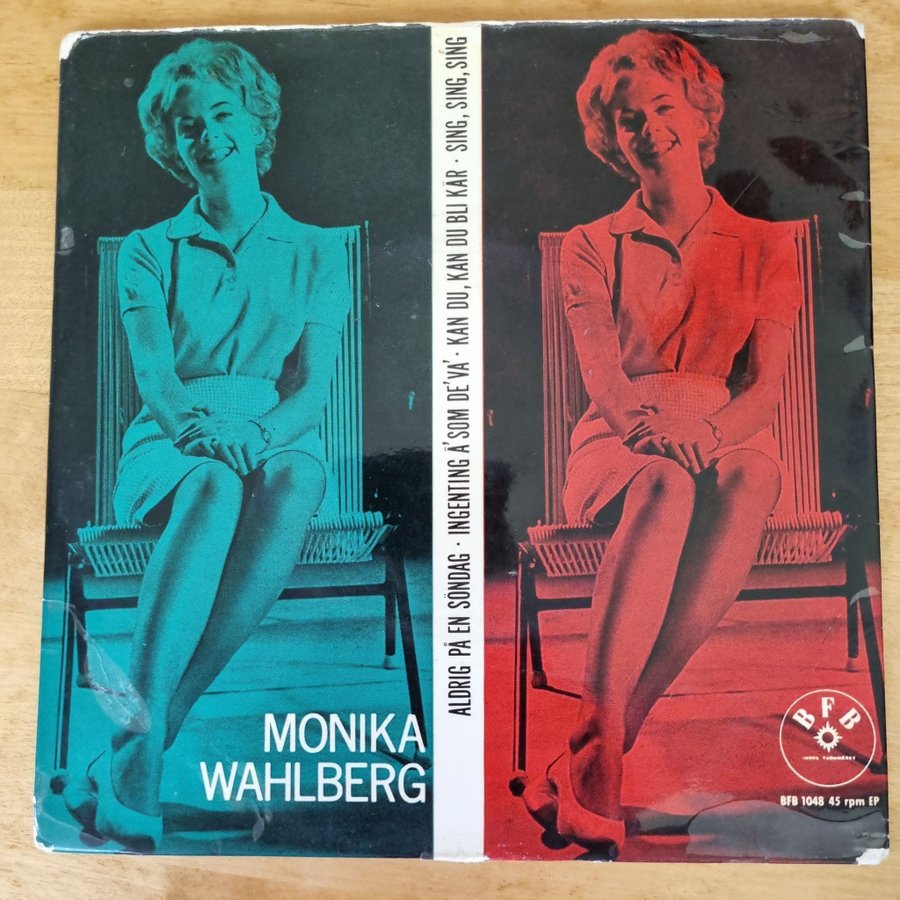 MONIKA
WAHLBERG
ALDRIG PÅ EN SÖNDAG · INGENTING Ä' SOM DE' VA' · KAN DU, KAN DU BLI KÄR · SING, SING, SING
BFB
BFB 1048 45 rpm EP